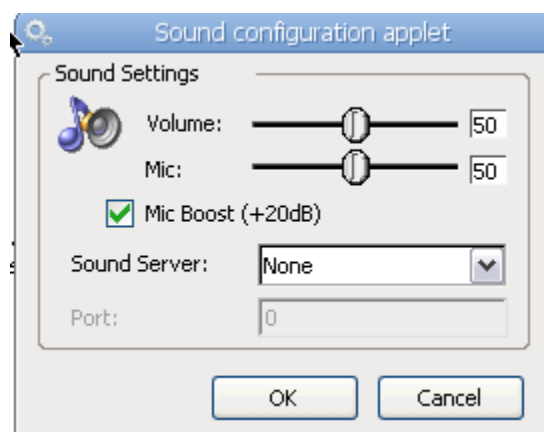 Sound configuration applet
Sound Settings
Volume: 50
Mic: 50
Mic Boost (+20dB)
Sound Server: None
Port: 0
OK Cancel